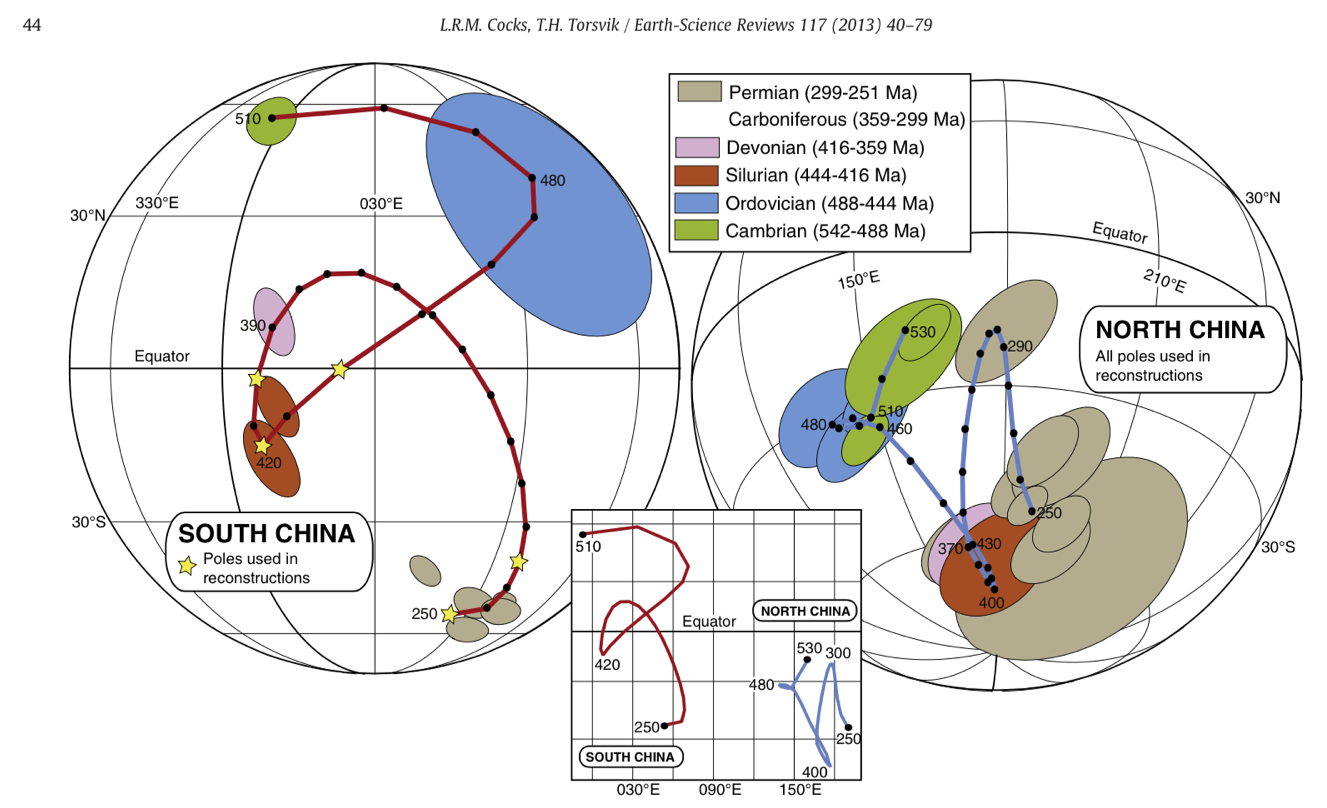 44
L.R.M. Cocks, T.H. Torsvik / Earth-Science Reviews 117 (2013) 40–79
510
480
330°E
030°E
30°N
390
Equator
420
30°S
SOUTH CHINA
Poles used in
reconstructions
250
Permian (299-251 Ma)
Carboniferous (359-299 Ma)
Devonian (416-359 Ma)
Silurian (444-416 Ma)
Ordovician (488-444 Ma)
Cambrian (542-488 Ma)
30°N
Equator
150°E
210°E
NORTH CHINA
All poles used in
reconstructions
530
290
510
480
460
250
370
430
400
30°S
510
NORTH CHINA
Equator
420
530
300
480
250
250
SOUTH CHINA
400
030°E
090°E
150°E